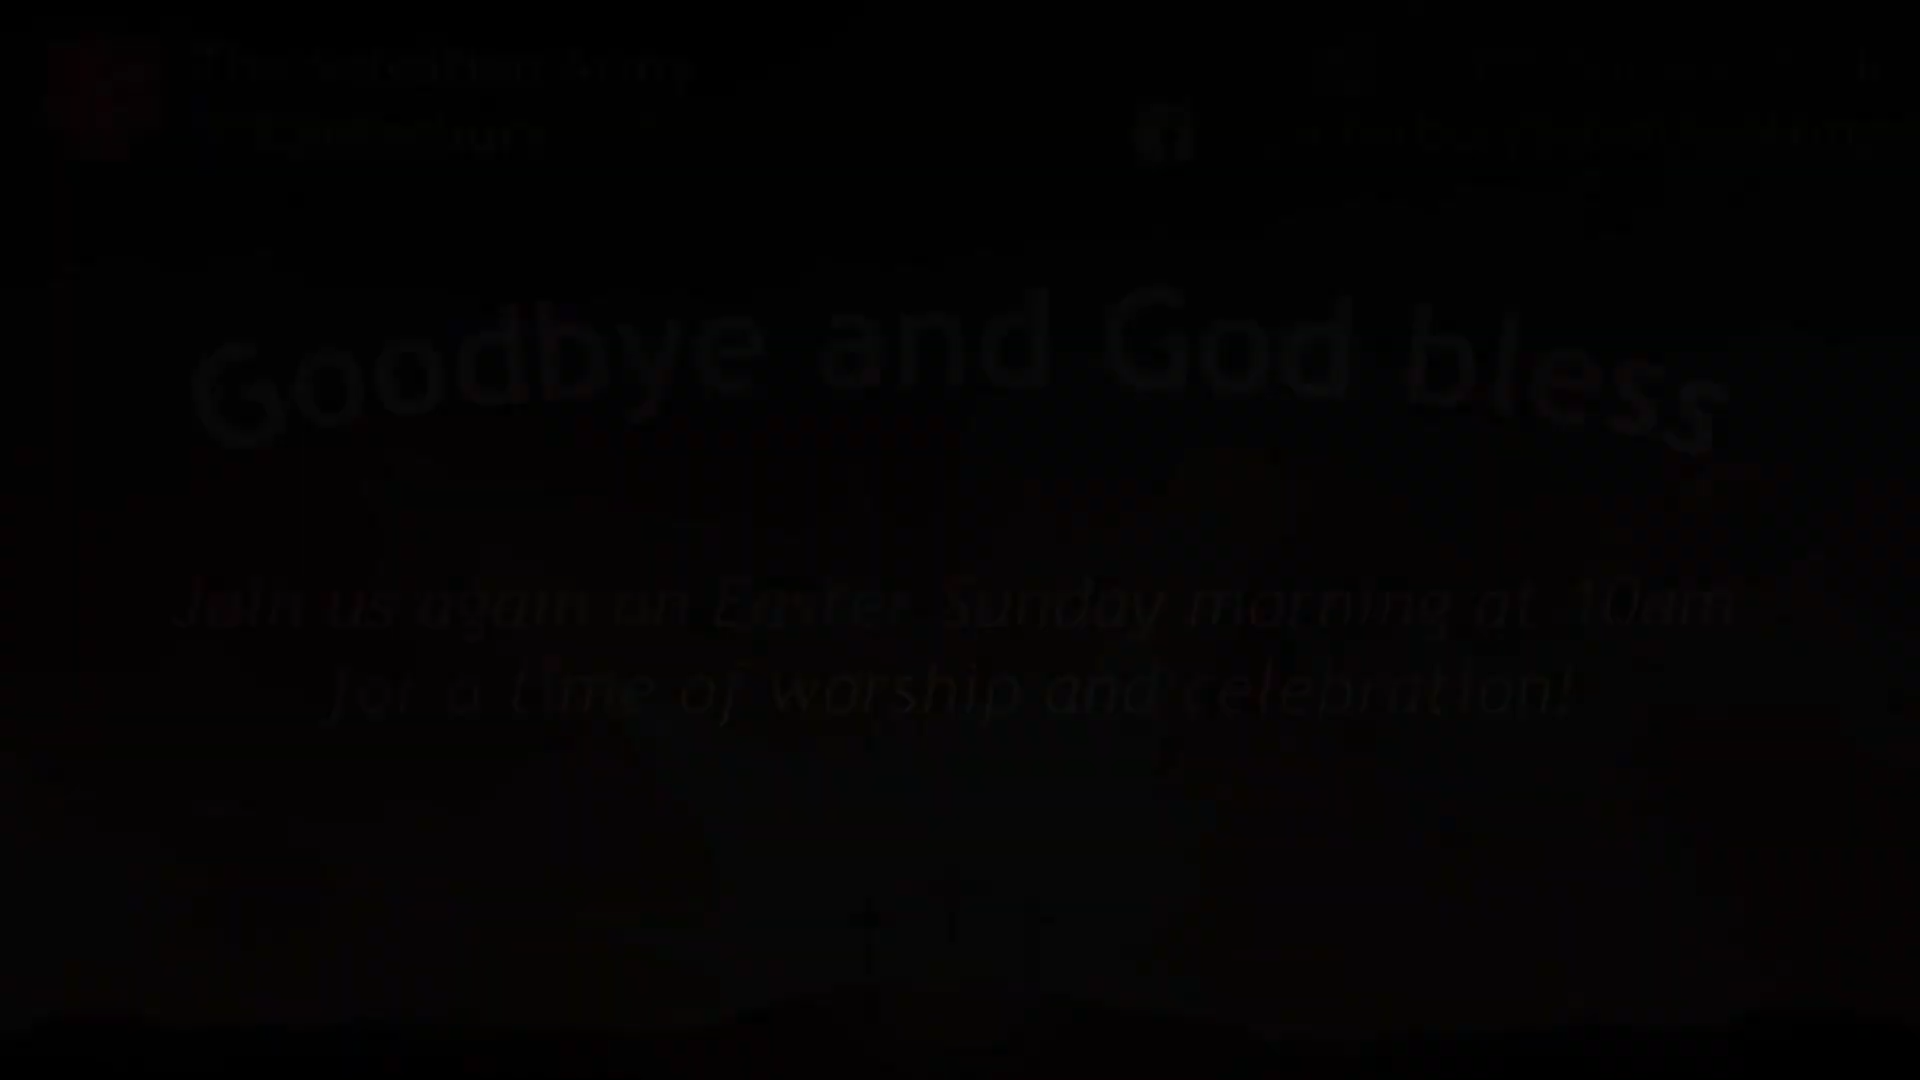 The Salvation Army
Goodbye and God bless
Join us again on Easter Sunday morning at 10am
for a time of worship and celebration!